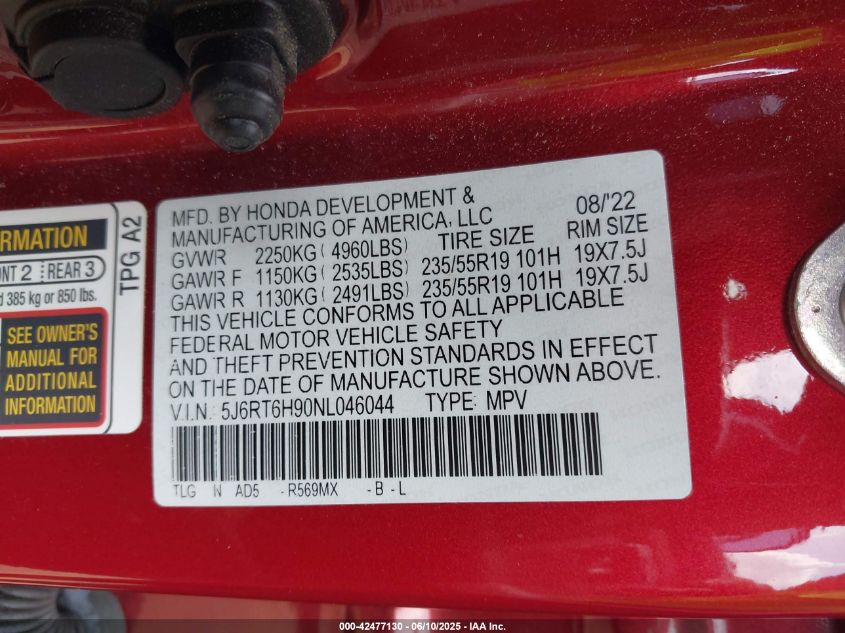 MFD. BY HONDA DEVELOPMENT & 08/'22
MANUFACTURING OF AMERICA, LLC TIRE SIZE RIM SIZE
GVWR 2250KG( 4960LBS)
GAWR F 1150KG( 2535LBS) 235/55R19 101H 19X7.5J
GAWR R 1130KG( 2491LBS) 235/55R19 101H 19X7.5J
THIS VEHICLE CONFORMS TO ALL APPLICABLE
FEDERAL MOTOR VEHICLE SAFETY
AND THEFT PREVENTION STANDARDS IN EFFECT
ON THE DATE OF MANUFACTURE SHOWN ABOVE.
V.I.N: 5J6RT6H90NL046044 TYPE: MPV
TLG W AD5 -R569MX -B-L
TPG A2
2 REAR 3
385 kg or 850 lbs.
SEE OWNER'S
MANUAL FOR
ADDITIONAL
INFORMATION
000-42477130 - 06/10/2025 - IAA Inc.